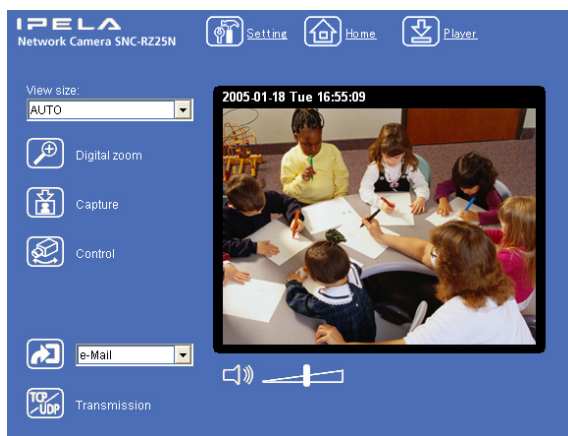 IPELA
Network Camera SNC-RZ25N
Setting
Home
Player
View size:
AUTO
2005-01-18 Tue 16:55:09
Digital zoom
Capture
Control
e-Mail
TCP/UDP
Transmission